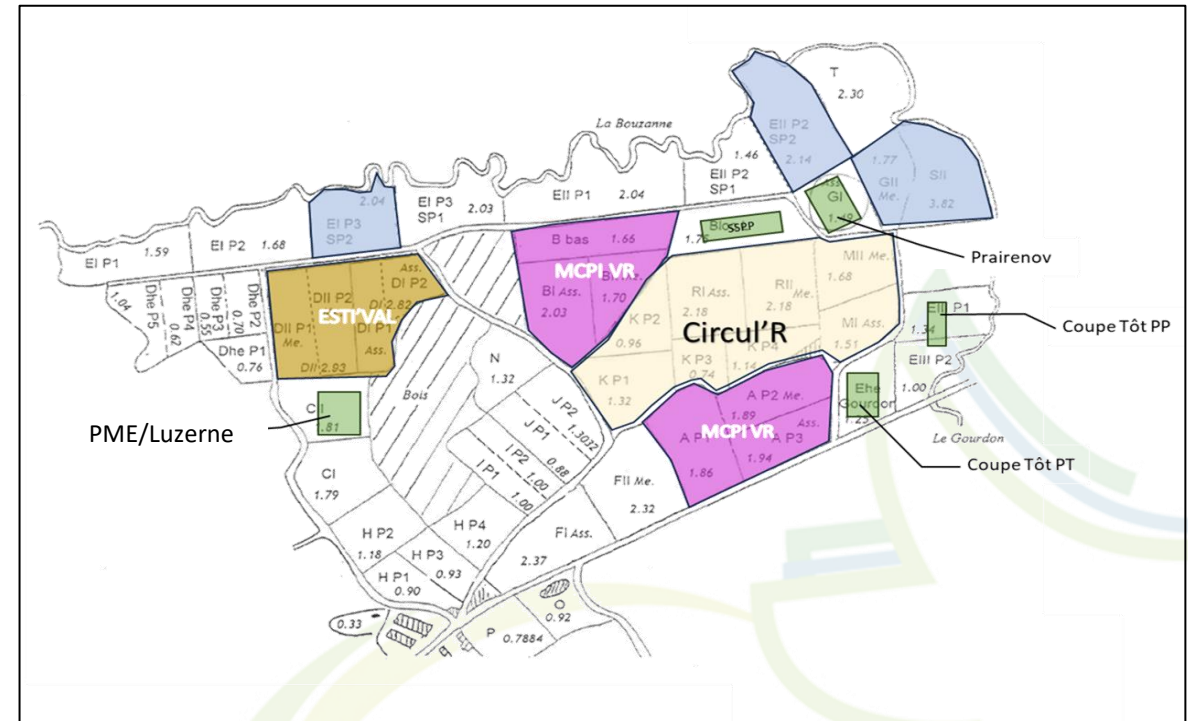 T
2.30
La Bouzanne
EII P2
SP2
2.14
1.46
EII P2
SP1
1.77
GII
Me.
SII
3.82
Ass.
GI
1.49
2.04
EI P3
SP2
EI P3
SP1
2.03
EII P1
2.04
1.59
EI P1
EI P2
1.68
B bas
1.66
SSPP
Prairenov
MCPI VR
BI Ass.
2.03
1.70
MII Me.
1.68
RI Ass.
2.18
RII
Me.
2.18
MI Ass.
1.51
Ass.
DI P2
DI 2.82
DII P2
ESTI'VAL
DII P1
Me.
DI P1
Ass.
DII 2.93
1.04
Dhe P5
Dhe P4
0.62
Dhe P3
0.55
Dhe P2
0.70
Dhe P1
0.76
K P2
0.96
Circul'R
K P3
0.74
K P4
1.14
K P1
1.32
EIII P1
1.34
Coupe Tôt PP
EIII P2
1.00
Ehe
Gourdon
1.25
Le Gourdon
Coupe Tôt PT
N
1.32
Bois
J P2
1.3032
J P1
0.88
I P2
1.00
I P1
1.00
A P2 Me.
1.89
Ass.
MCPI VR
A P1
1.86
A P3
1.94
1.81
PME/Luzerne
CI
1.79
FII Me.
2.32
H P2
1.18
H P4
1.20
H P3
0.93
H P1
0.90
FI Ass.
2.37
0.33
O
0.92
P
0.7884